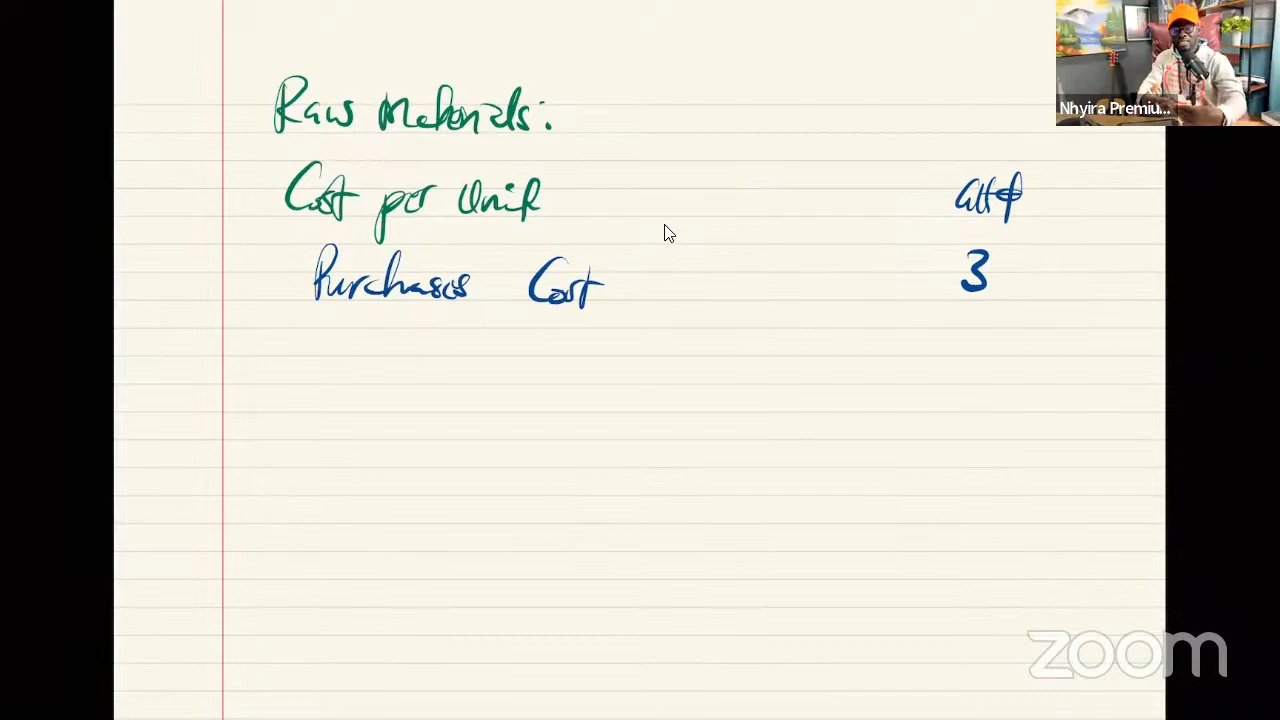 Nhyira Premiu...
Raw Materials:
Cost per Unit
GH¢
Purchases Cost 3
zoom